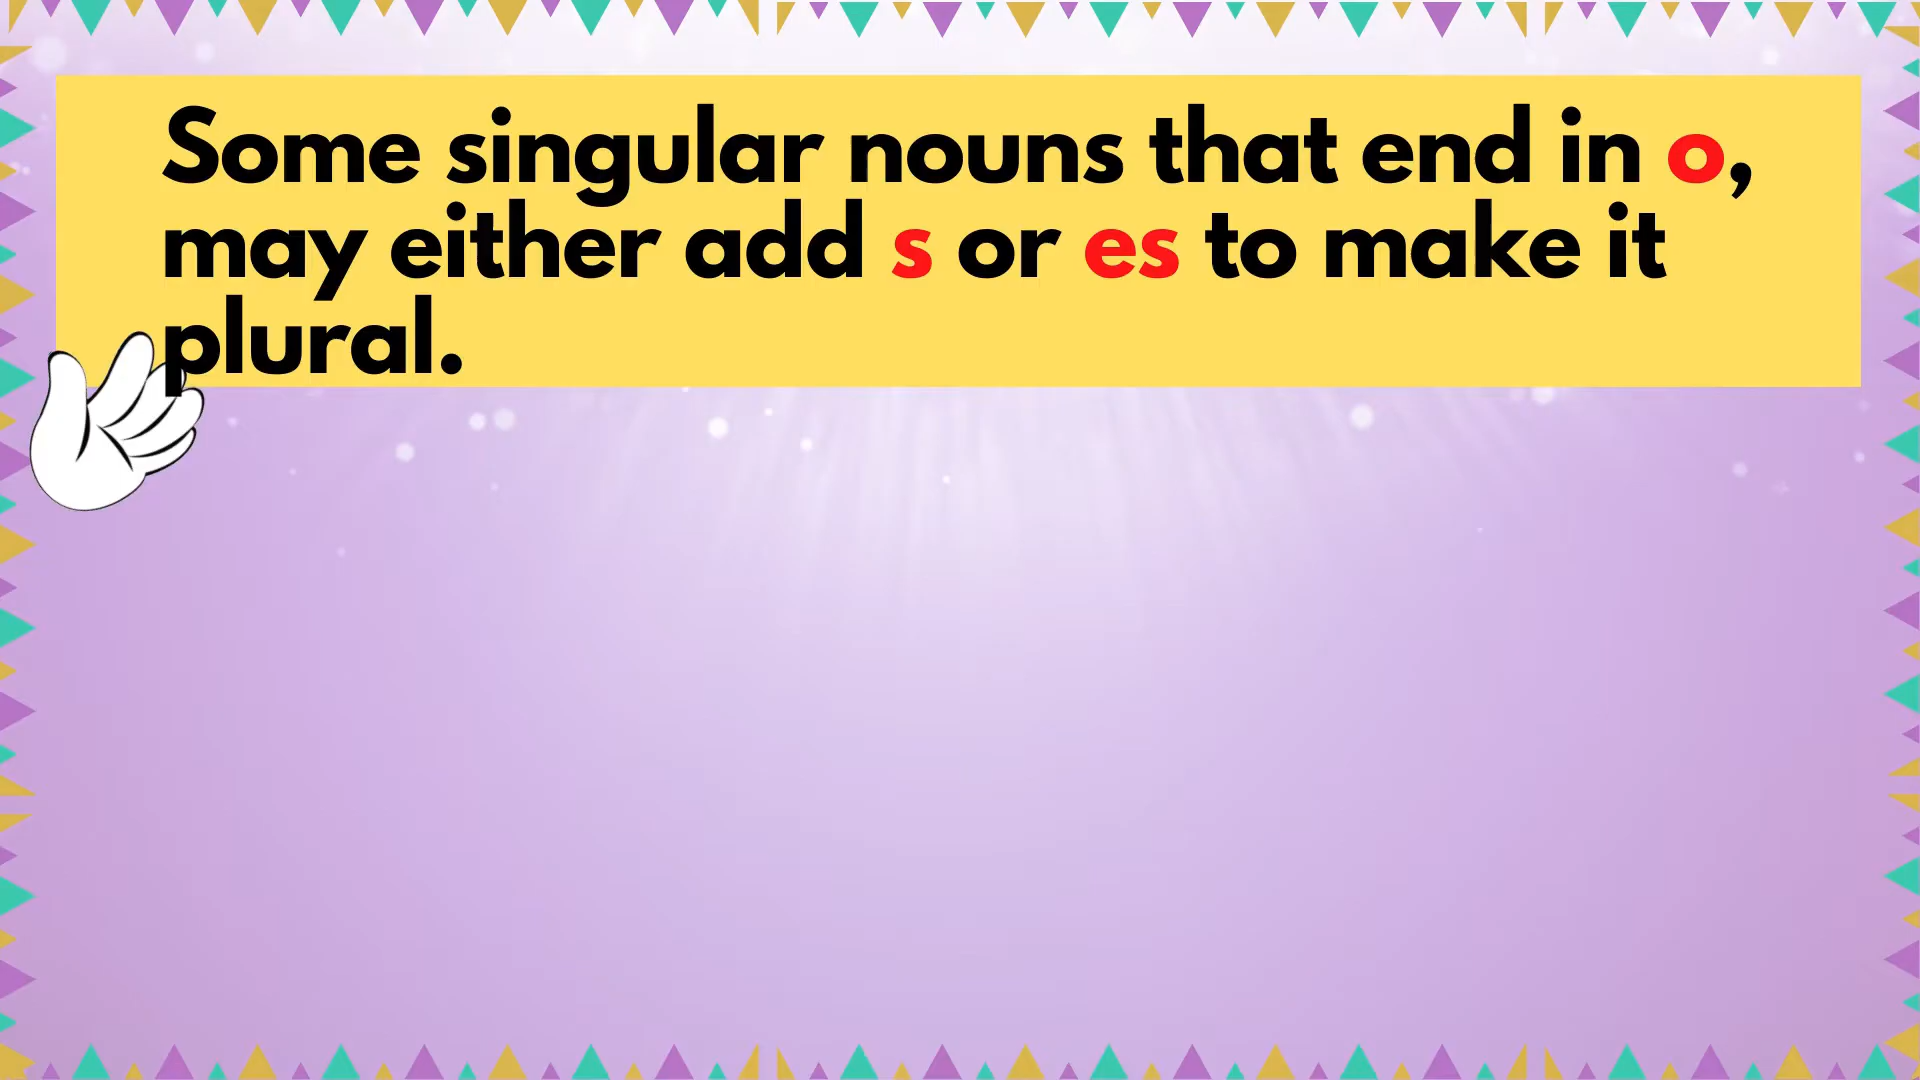 Some singular nouns that end in o,
may either add s or es to make it
plural.